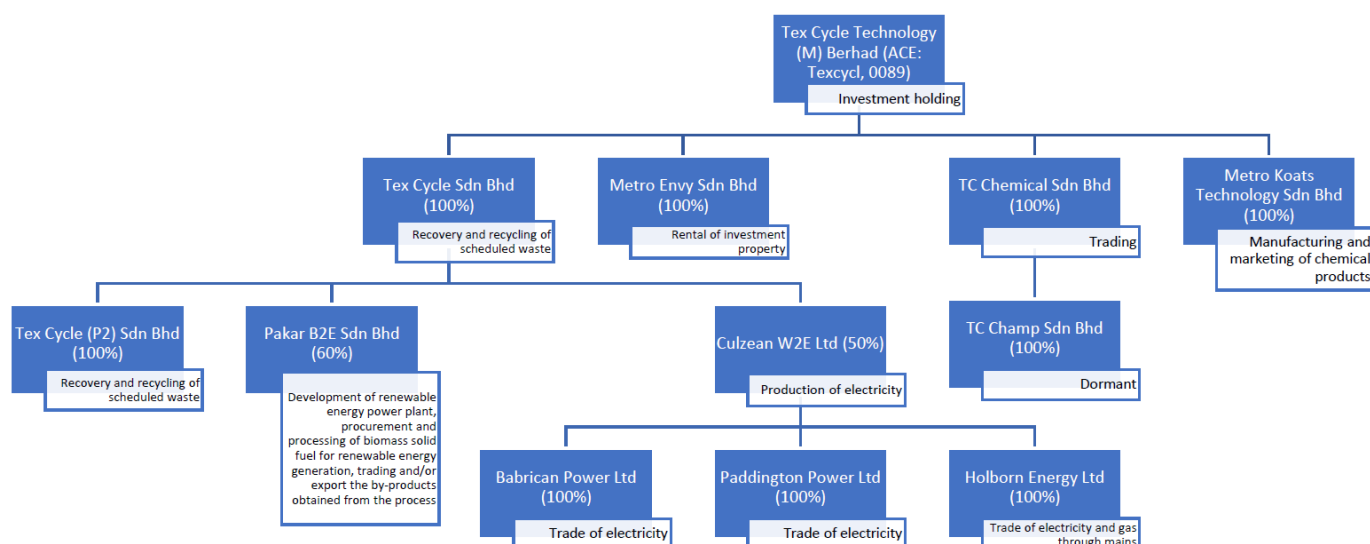 Tex Cycle Technology
(M) Berhad (ACE:
Texcycl, 0089)
Investment holding
Tex Cycle Sdn Bhd
(100%)
Recovery and recycling of
scheduled waste
Metro Envy Sdn Bhd
(100%)
Rental of investment
property
TC Chemical Sdn Bhd
(100%)
Trading
Metro Koats
Technology Sdn Bhd
(100%)
Manufacturing and
marketing of chemical
products
Tex Cycle (P2) Sdn Bhd
(100%)
Recovery and recycling of
scheduled waste
Pakar B2E Sdn Bhd
(60%)
Development of renewable
energy power plant,
procurement and
processing of biomass solid
fuel for renewable energy
generation, trading and/or
export the by-products
obtained from the process
Culzean W2E Ltd (50%)
Production of electricity
TC Champ Sdn Bhd
(100%)
Dormant
Babrican Power Ltd
(100%)
Trade of electricity
Paddington Power Ltd
(100%)
Trade of electricity
Holborn Energy Ltd
(100%)
Trade of electricity and gas
through mains